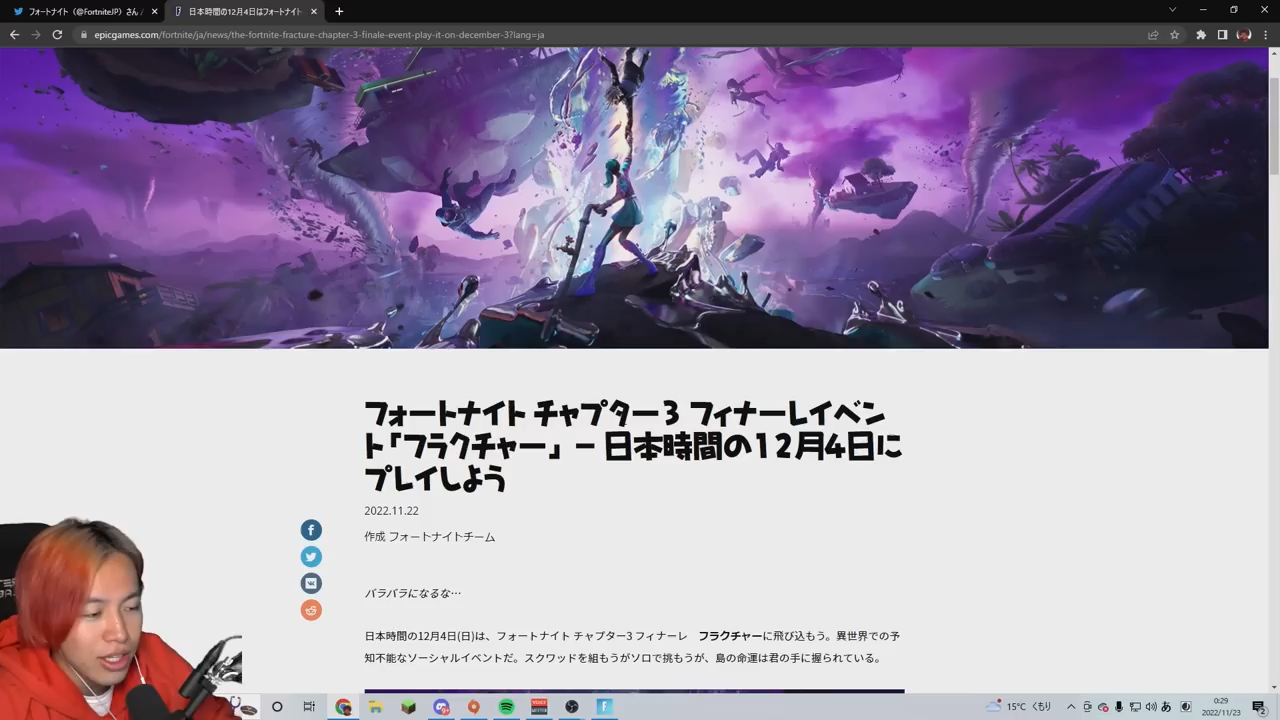 フォートナイト（@FortniteJP）さん /
日本時間の12月4日はフォートナイト
epicgames.com/fortnite/ja/news/the-fortnite-fracture-chapter-3-finale-event-play-it-on-december-3?lang=ja
フォートナイト チャプター３ フィナーレイベン
ト「フラクチャー」 – 日本時間の１２月４日に
プレイしよう
2022.11.22
作成 フォートナイトチーム
バラバラになるな…
日本時間の12月4日(日)は、フォートナイト チャプター3 フィナーレ　フラクチャーに飛び込もう。異世界での予
知不能なソーシャルイベントだ。スクワッドを組もうがソロで挑もうが、島の命運は君の手に握られている。
15℃ くもり
0:29
2022/11/23